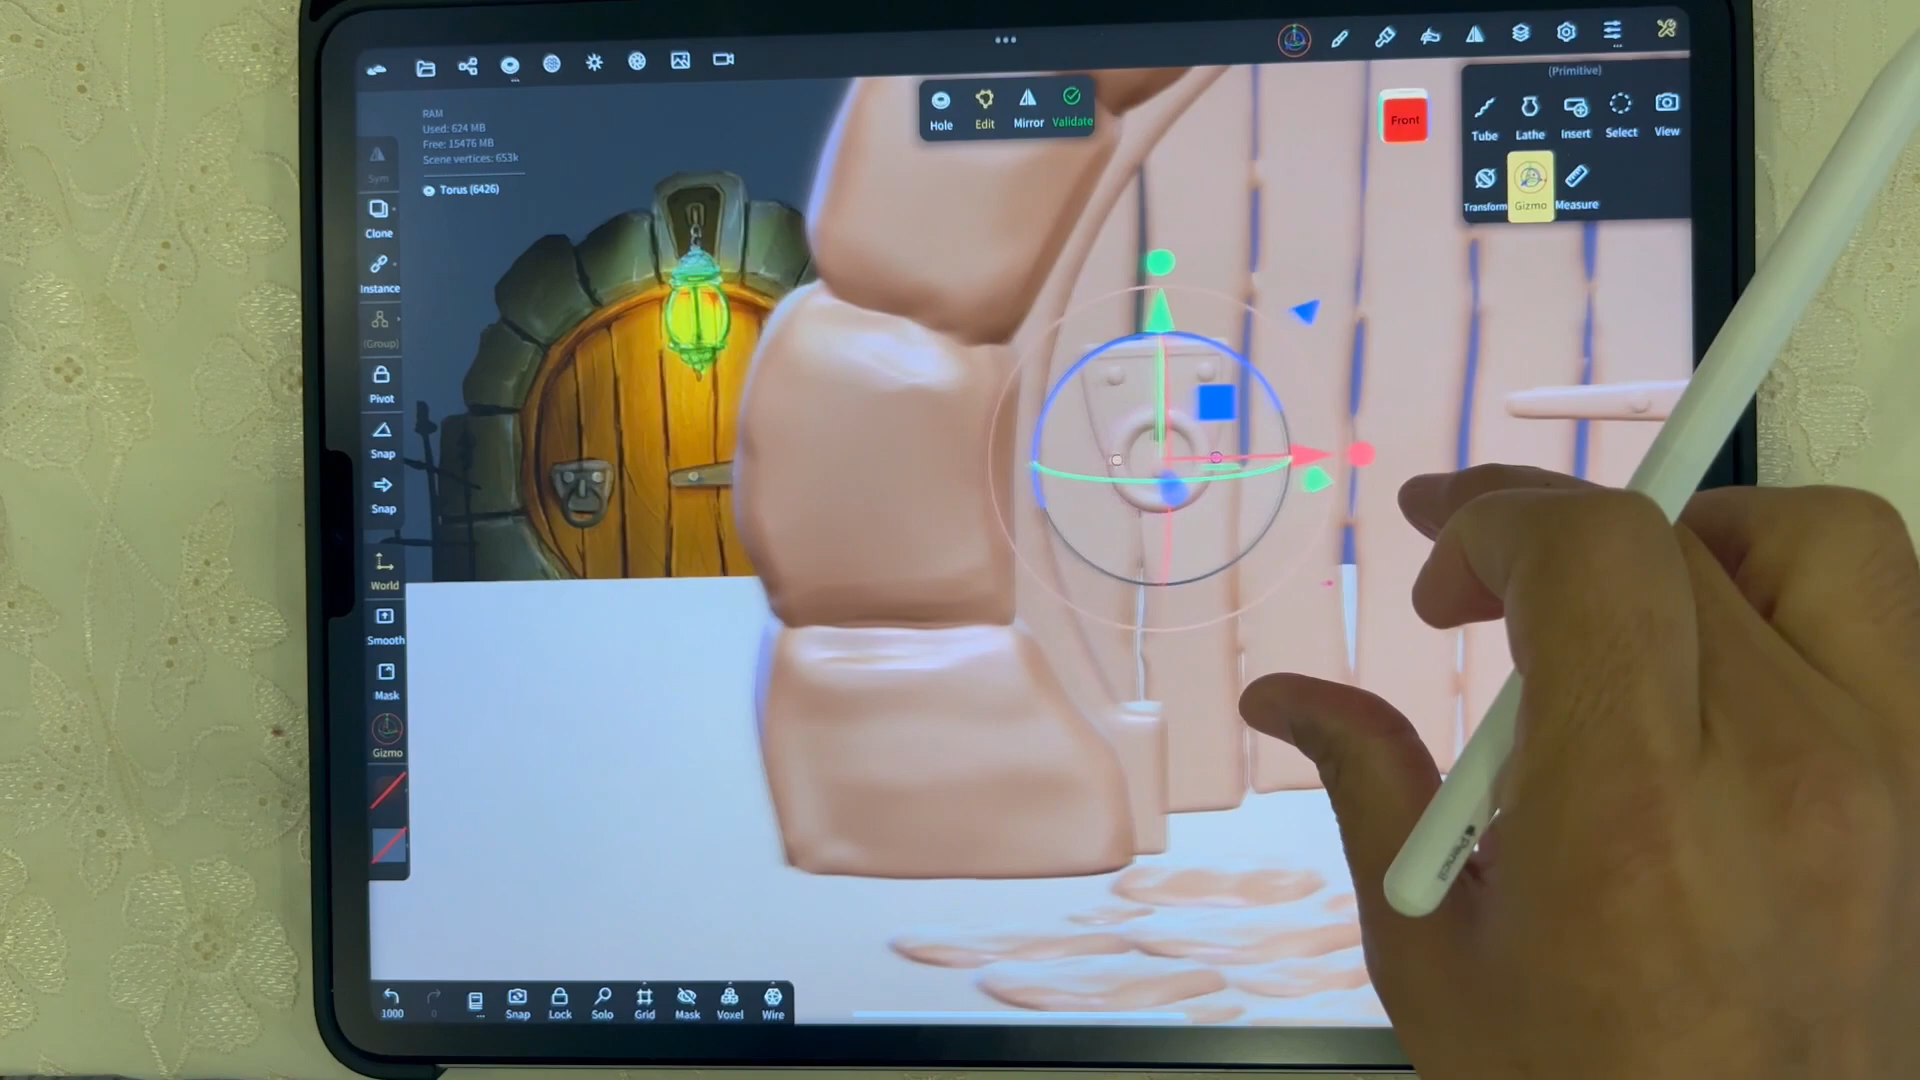 RAM
Used: 624 MB
Free: 15476 MB
Scene vertices: 653k
Torus (6426)
Hole
Edit
Mirror
Validate
Front
(Primitive)
Tube
Lathe
Insert
Select
View
Transform
Gizmo
Measure
Sym
Clone
Instance
(Group)
Pivot
Snap
Snap
World
Smooth
Mask
Gizmo
1000
0
Snap
Lock
Solo
Grid
Mask
Voxel
Wire
Pencil